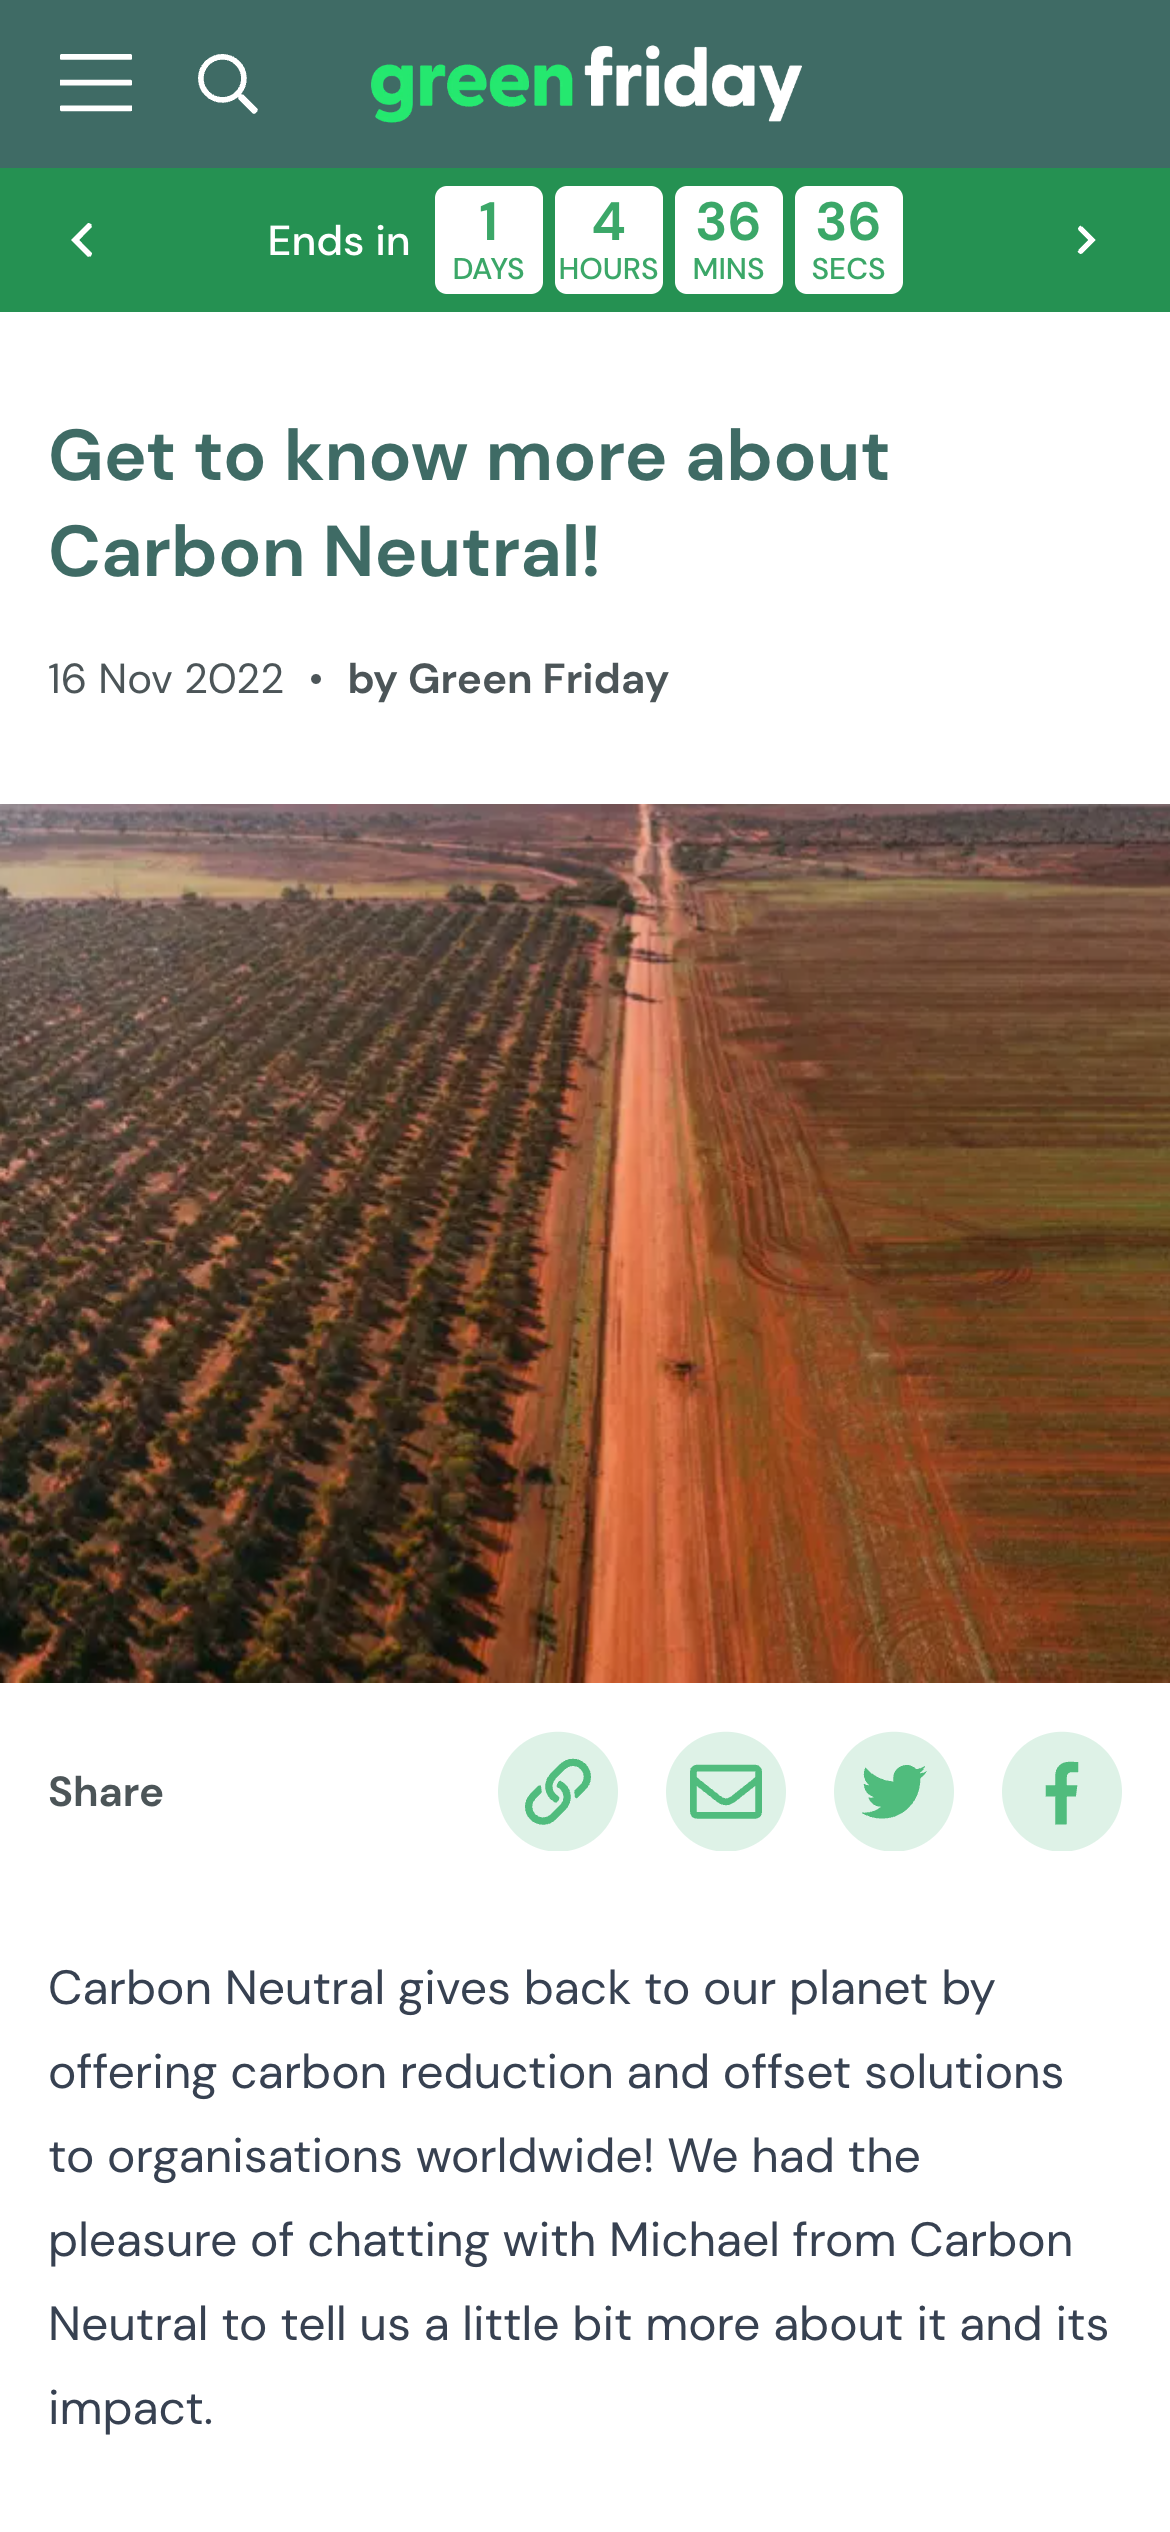 green friday
Ends in
1 4 36 36
DAYS HOURS MINS SECS
Get to know more about
Carbon Neutral!
16 Nov 2022 • by Green Friday
Share
Carbon Neutral gives back to our planet by
offering carbon reduction and offset solutions
to organisations worldwide! We had the
pleasure of chatting with Michael from Carbon
Neutral to tell us a little bit more about it and its
impact.